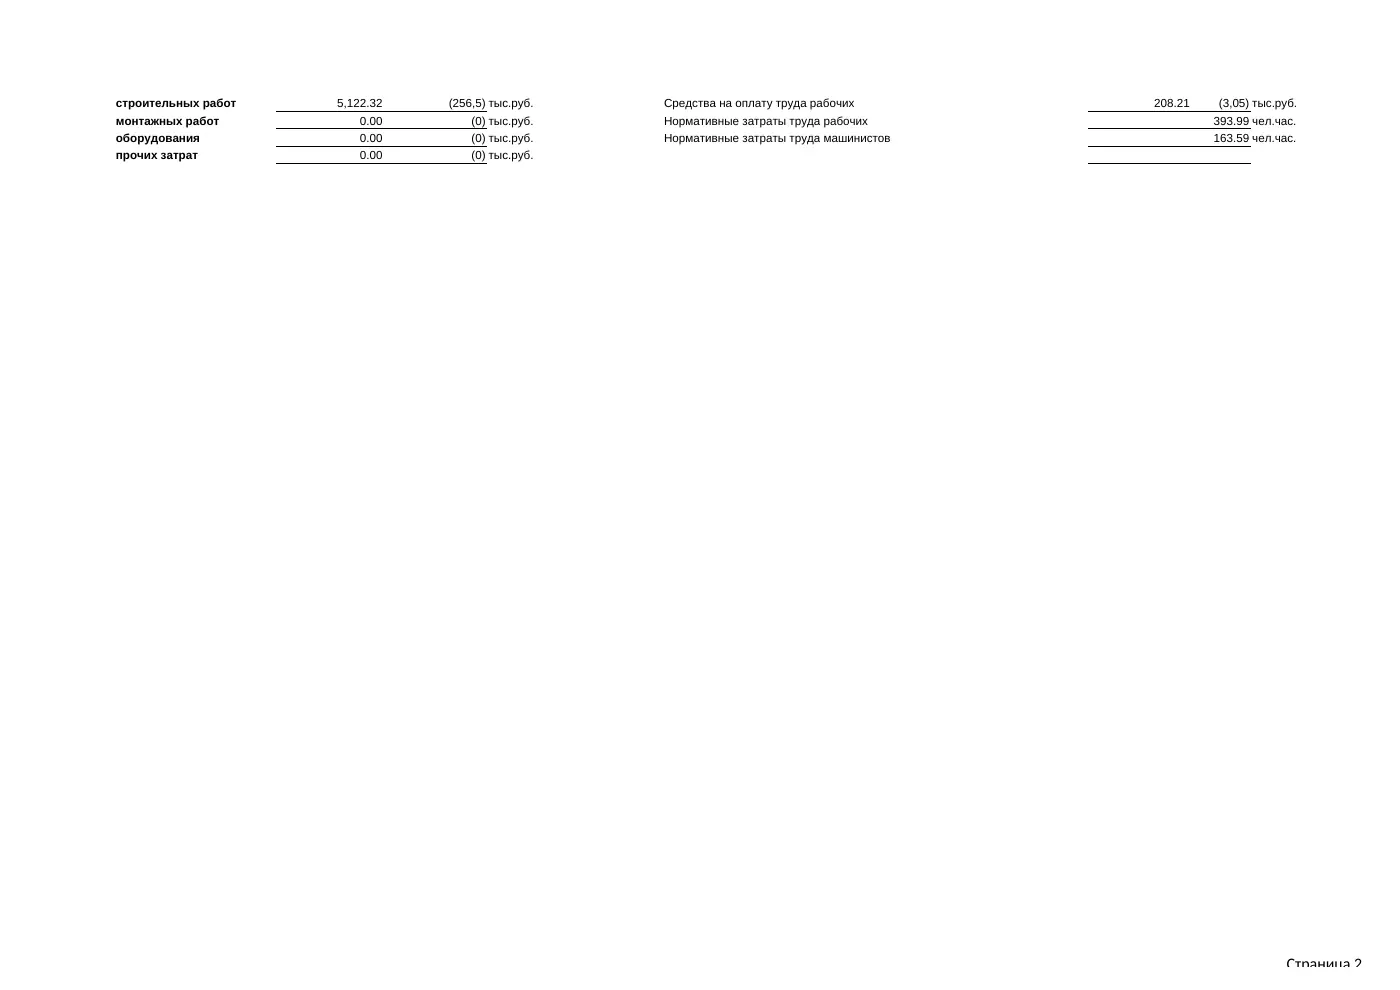 строительных работ 5,122.32 (256,5) тыс.руб. Средства на оплату труда рабочих 208.21 (3,05) тыс.руб.
монтажных работ 0.00 (0) тыс.руб. Нормативные затраты труда рабочих 393.99 чел.час.
оборудования 0.00 (0) тыс.руб. Нормативные затраты труда машинистов 163.59 чел.час.
прочих затрат 0.00 (0) тыс.руб.
Страница 2